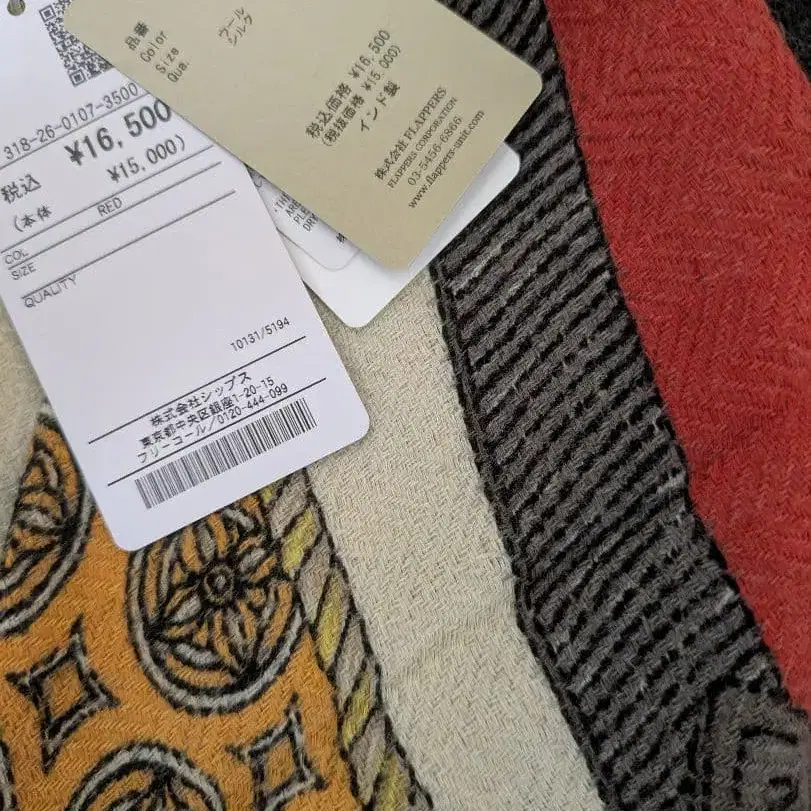 318-26-0107-3500
税込 ¥16,500
(本体 ¥15,000)
COL RED
SIZE
QUALITY
10131/5194
株式会社シップス
東京都中央区銀座1-20-15
フリーコール/0120-444-099
品番
Color
Size
Qua. ウール
シルク
税込価格 ¥16,500
(税抜価格 ¥15,000)
インド製
株式会社 FLAPPERS
FLAPPERS CORPORATION
03-5456-6866
www.flappers-unit.com